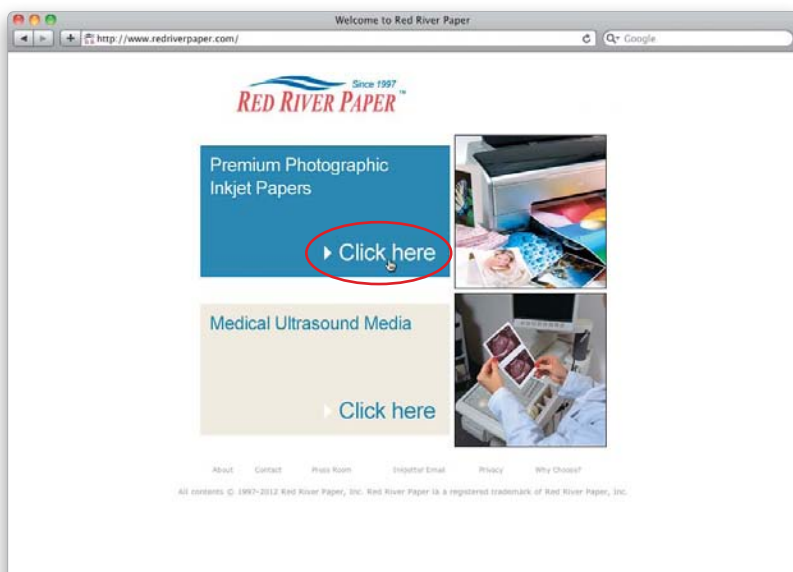 Welcome to Red River Paper
http://www.redriverpaper.com/
Google
Since 1997
RED RIVER PAPER™
Premium Photographic
Inkjet Papers
Click here
Medical Ultrasound Media
Click here
About Contact Press Room Email Privacy Why Choose?
All contents © 1997-2012 Red River Paper, Inc. Red River Paper is a registered trademark of Red River Paper, Inc.